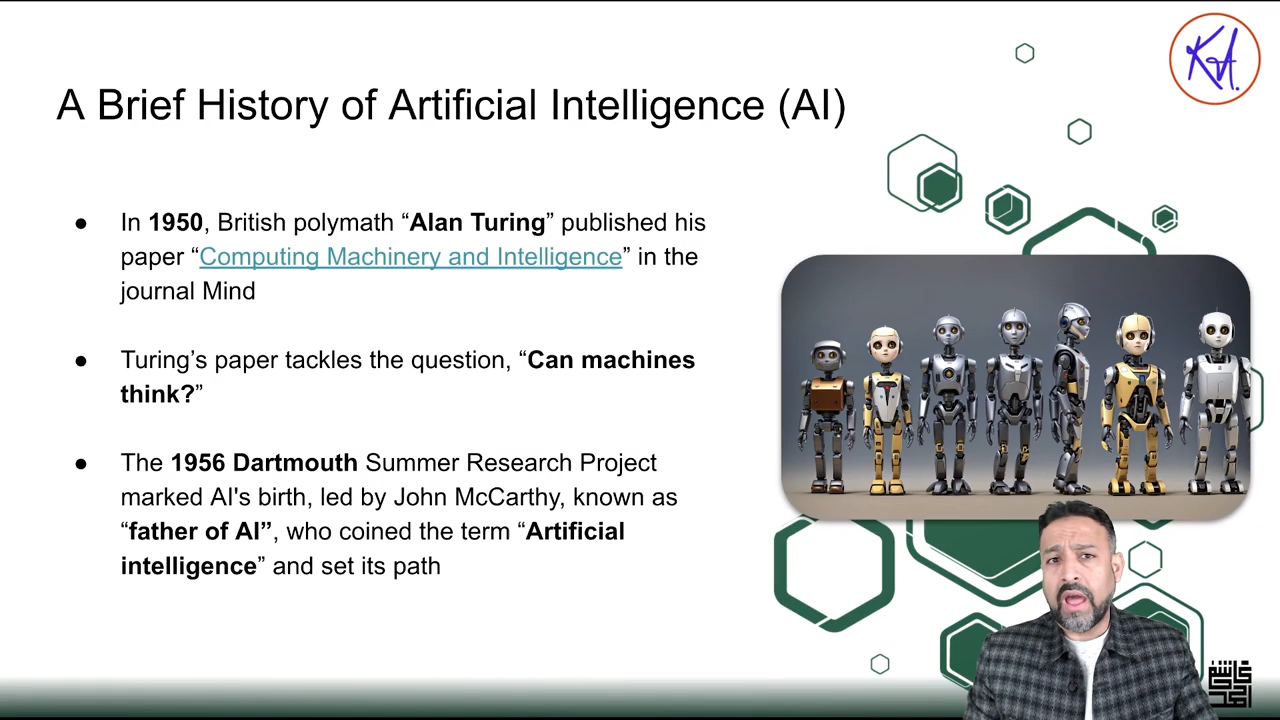 A Brief History of Artificial Intelligence (AI)
● In 1950, British polymath “Alan Turing” published his
paper “Computing Machinery and Intelligence” in the
journal Mind
● Turing’s paper tackles the question, “Can machines
think?”
● The 1956 Dartmouth Summer Research Project
marked AI's birth, led by John McCarthy, known as
“father of AI”, who coined the term “Artificial
intelligence” and set its path